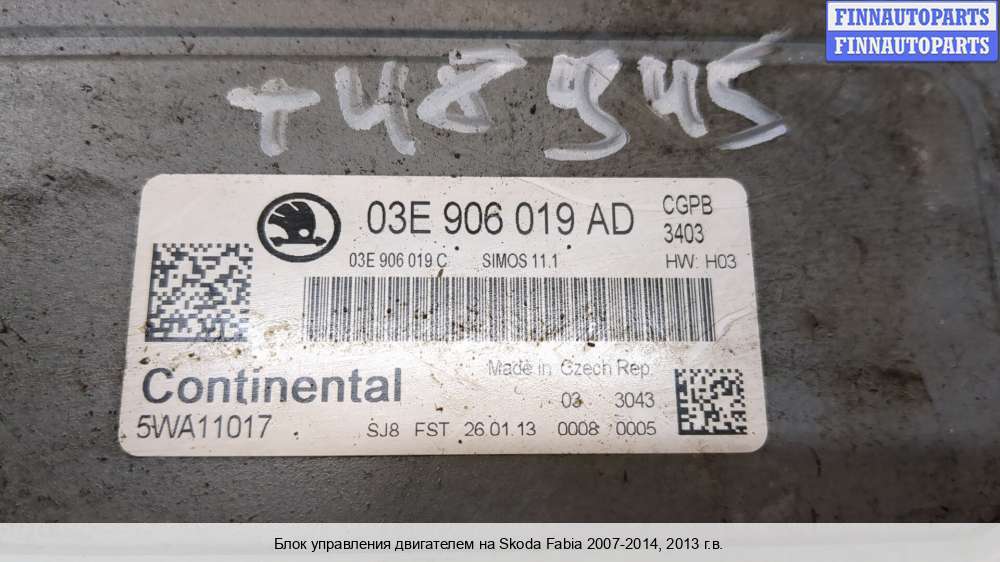 FINNAUTOPARTS
FINNAUTOPARTS
T48945
03E 906 019 AD
CGPB
3403
03E 906 019 C SIMOS 11.1 HW: H03
Continental
Made in Czech Rep.
03 3043
5WA11017
SJ8 FST 26.01.13 0008 0005
Блок управления двигателем на Skoda Fabia 2007-2014, 2013 г.в.